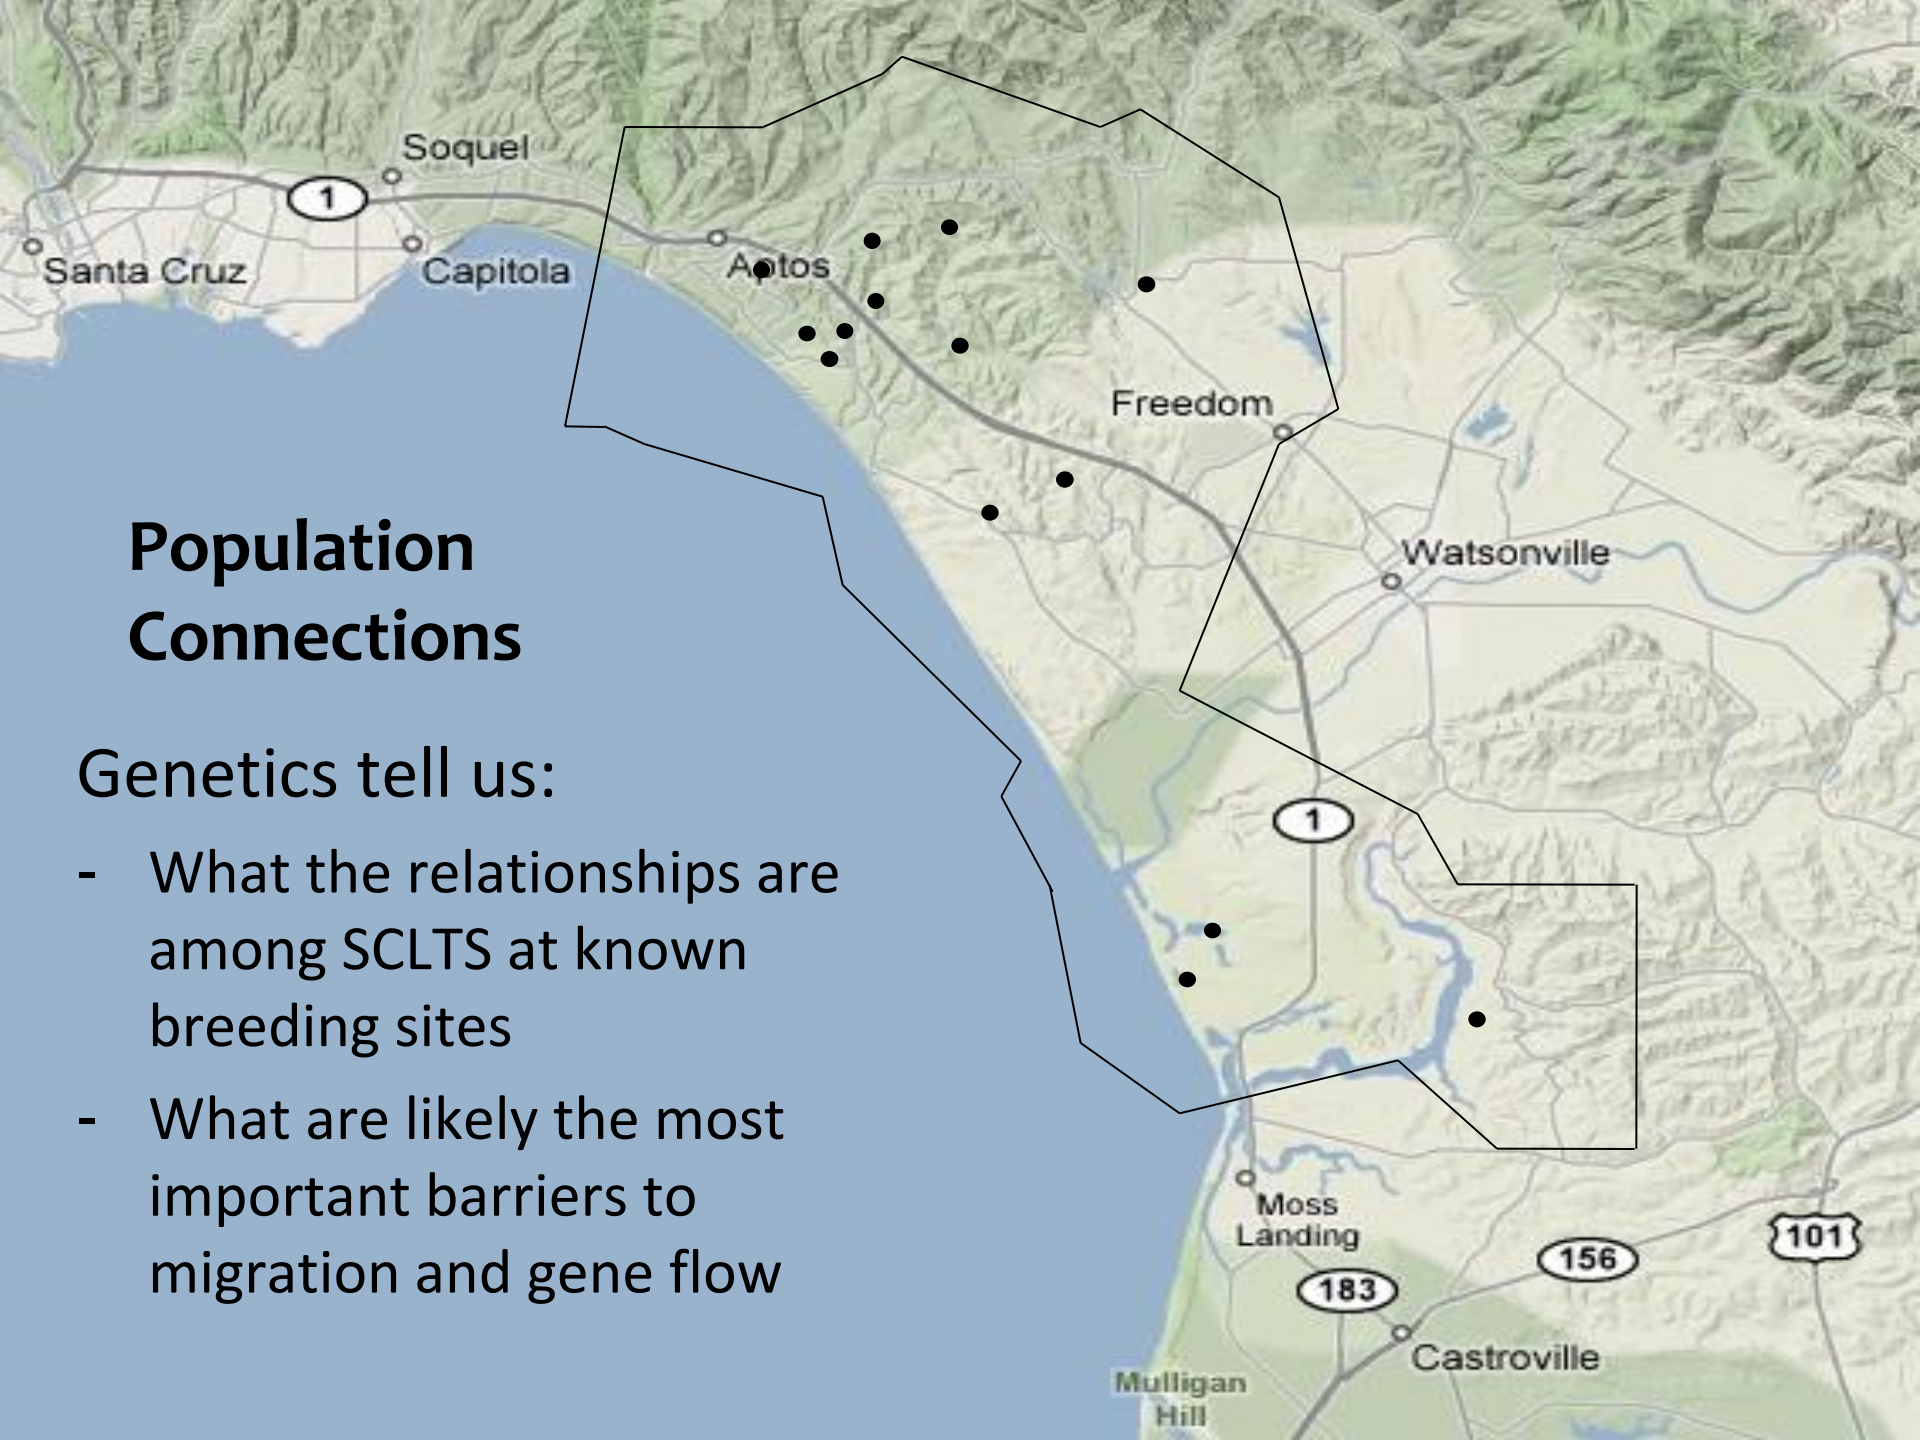 Soquel
1
Santa Cruz
Capitola
Aptos
Freedom
Watsonville
Population
Connections
Genetics tell us:
- What the relationships are
among SCLTS at known
breeding sites
- What are likely the most
important barriers to
migration and gene flow
1
Moss
Landing
101
156
183
Castroville
Mulligan
Hill